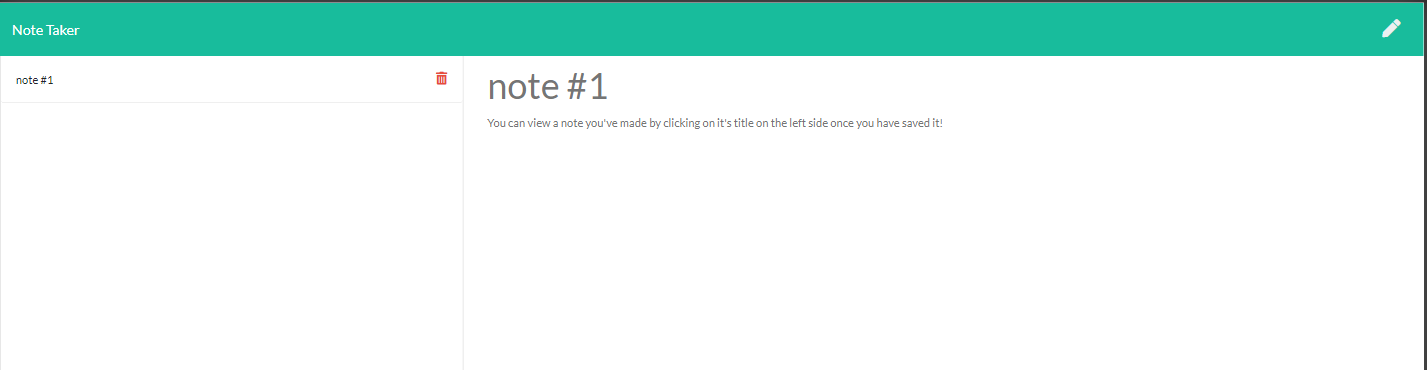 Note Taker
note #1
note #1
You can view a note you've made by clicking on it's title on the left side once you have saved it!